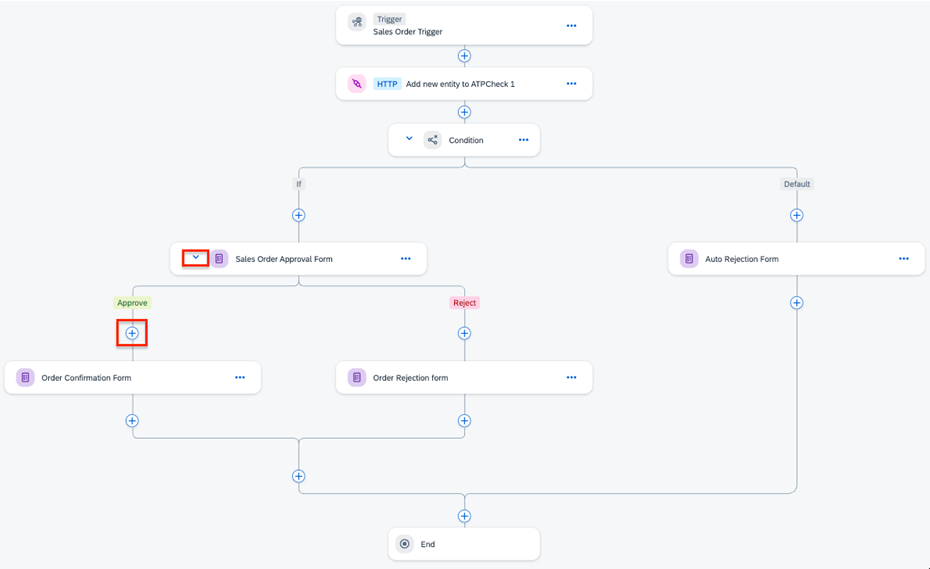 Trigger
Sales Order Trigger
HTTP Add new entity to ATPCheck 1
Condition
If
Default
Sales Order Approval Form
Auto Rejection Form
Approve
Reject
Order Confirmation Form
Order Rejection form
End